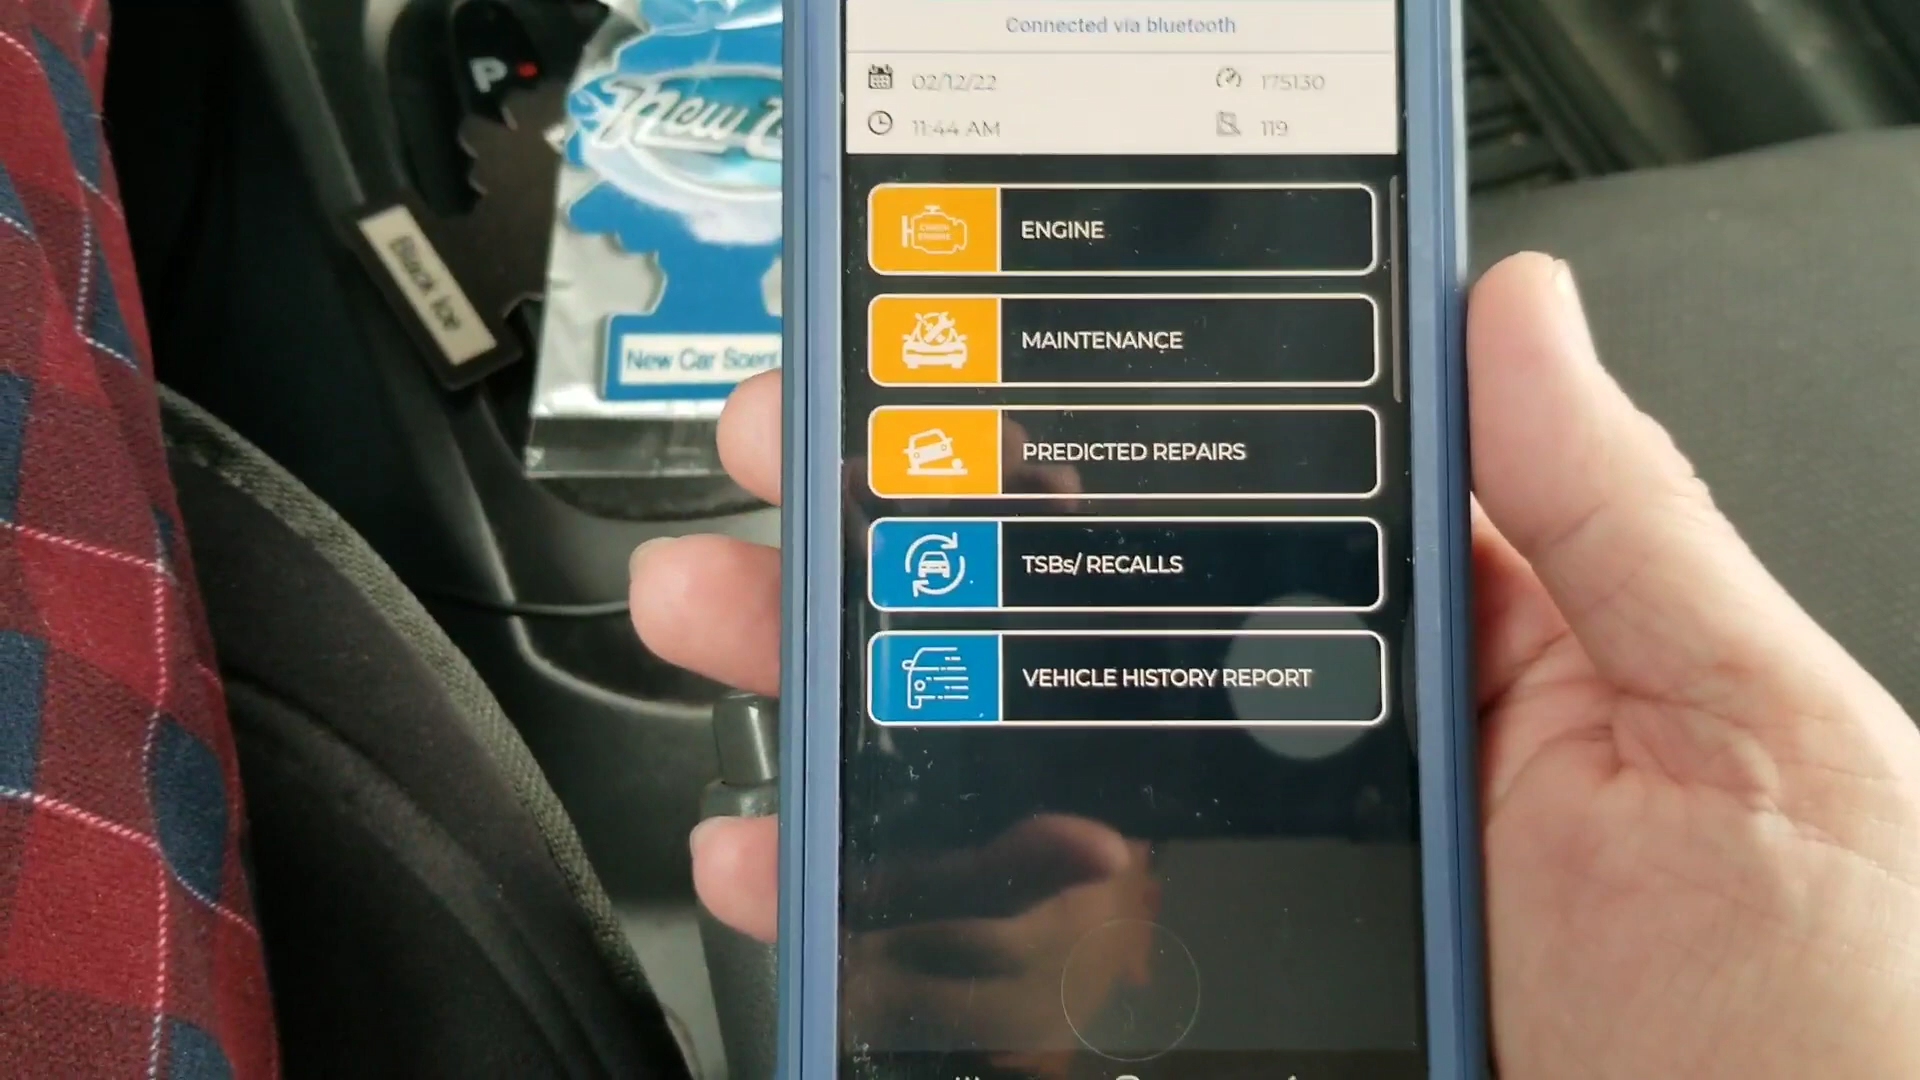 Connected via bluetooth
02/12/22
175130
11:44 AM
119
ENGINE
MAINTENANCE
PREDICTED REPAIRS
TSBs/ RECALLS
VEHICLE HISTORY REPORT
P
New
Black Ice
New Car Scent